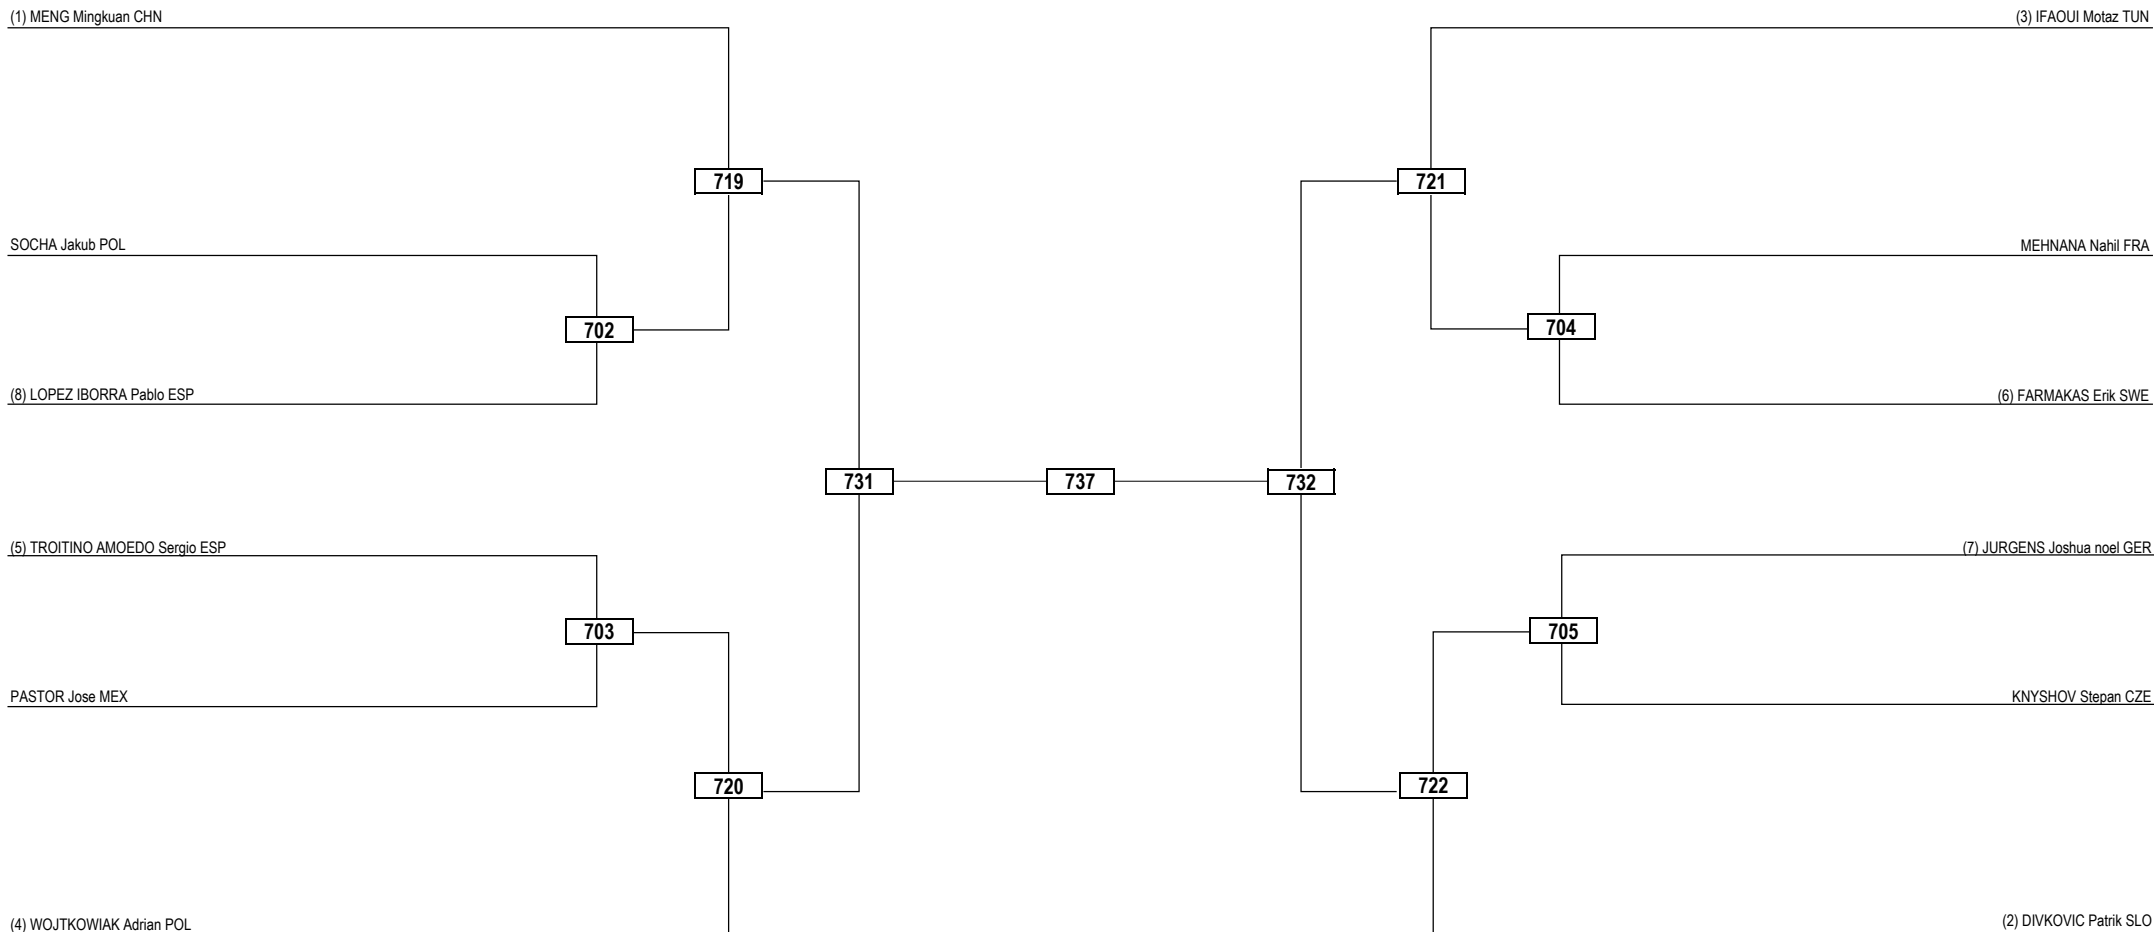 (1) MENG Mingkuan CHN
(3) IFAOUI Motaz TUN
719
721
SOCHA Jakub POL
MEHNANA Nahil FRA
702
704
(8) LOPEZ IBORRA Pablo ESP
(6) FARMAKAS Erik SWE
731
737
732
(5) TROITINO AMOEDO Sergio ESP
(7) JURGENS Joshua noel GER
703
705
PASTOR Jose MEX
KNYSHOV Stepan CZE
720
722
(4) WOJTKOWIAK Adrian POL
(2) DIVKOVIC Patrik SLO